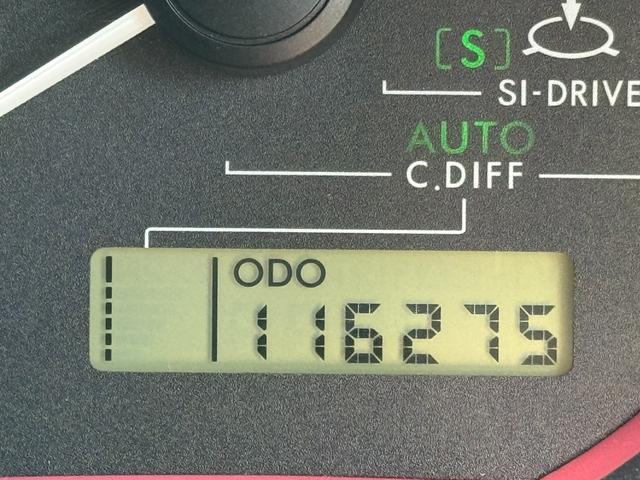 [S]
SI-DRIVE
AUTO
C.DIFF
ODO
116275